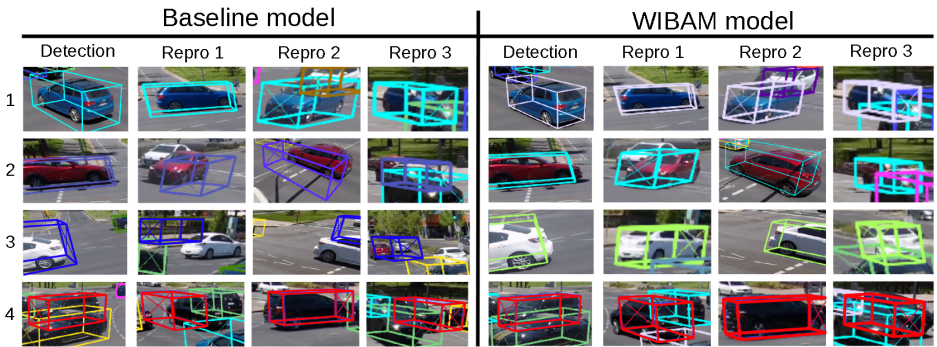 Baseline model WIBAM model
Detection Repro 1 Repro 2 Repro 3 Detection Repro 1 Repro 2 Repro 3
1
2
3
4